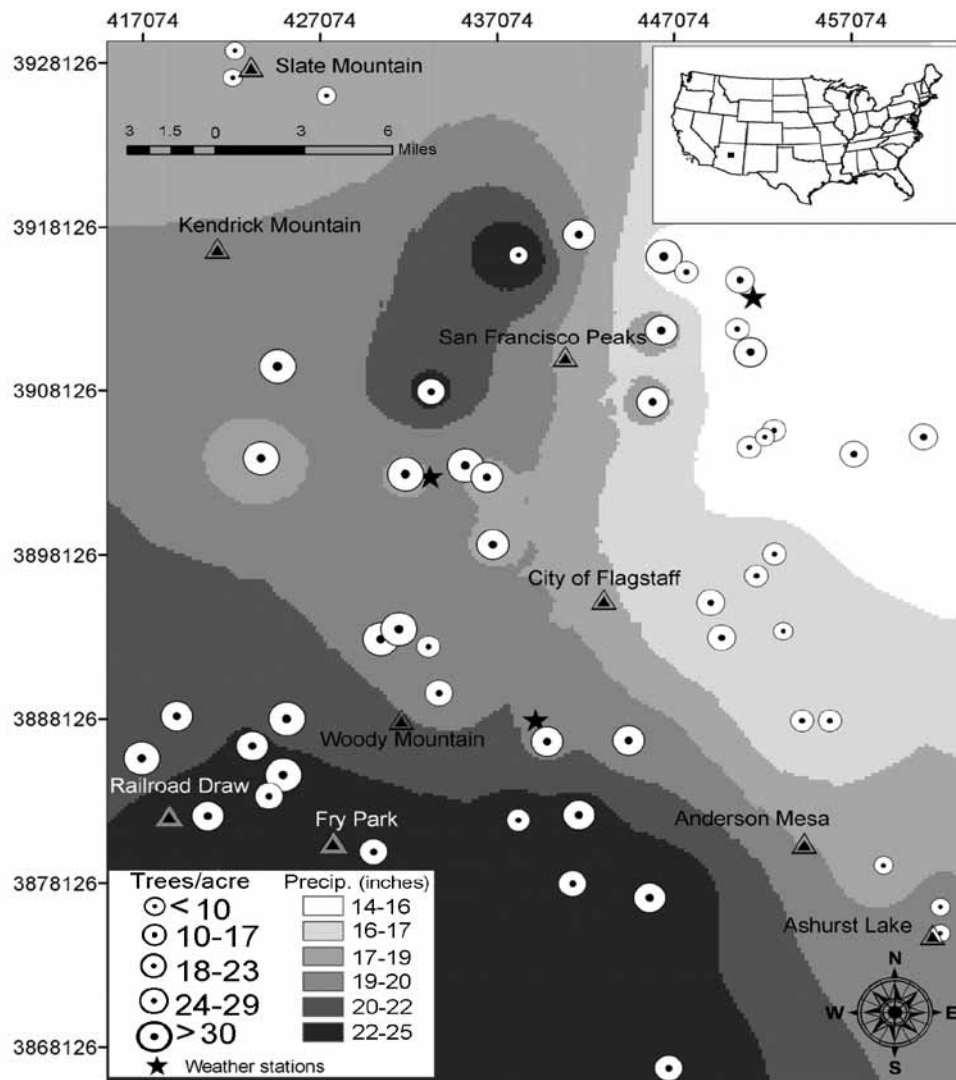 417074 427074 437074 447074 457074
3928126
Slate Mountain
3 1.5 0 3 6
Miles
3918126
Kendrick Mountain
San Francisco Peaks
3908126
3898126
City of Flagstaff
3888126
Woody Mountain
Railroad Draw
Fry Park
Anderson Mesa
3878126
Ashurst Lake
Trees/acre
< 10
10-17
18-23
24-29
> 30
Weather stations
Precip. (inches)
14-16
16-17
17-19
19-20
20-22
22-25
N
W E
S
3868126